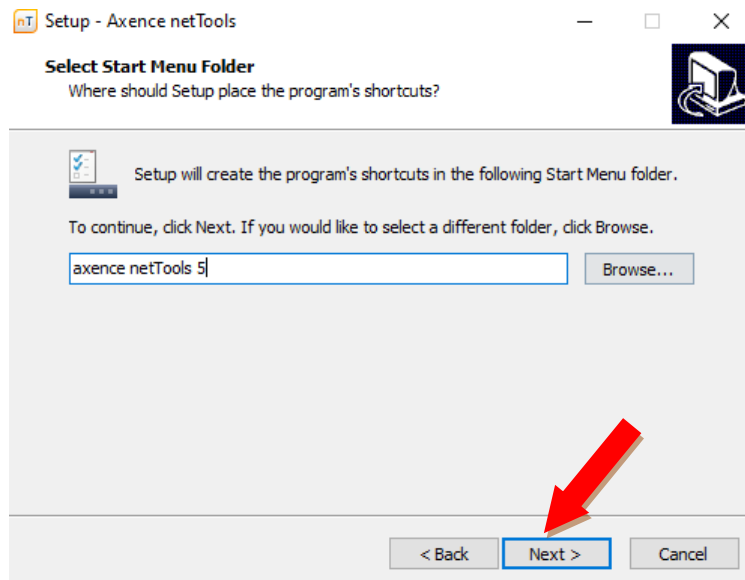 nT Setup - Axence netTools
Select Start Menu Folder
Where should Setup place the program's shortcuts?
Setup will create the program's shortcuts in the following Start Menu folder.
To continue, click Next. If you would like to select a different folder, click Browse.
axence netTools 5 Browse...
< Back Next > Cancel